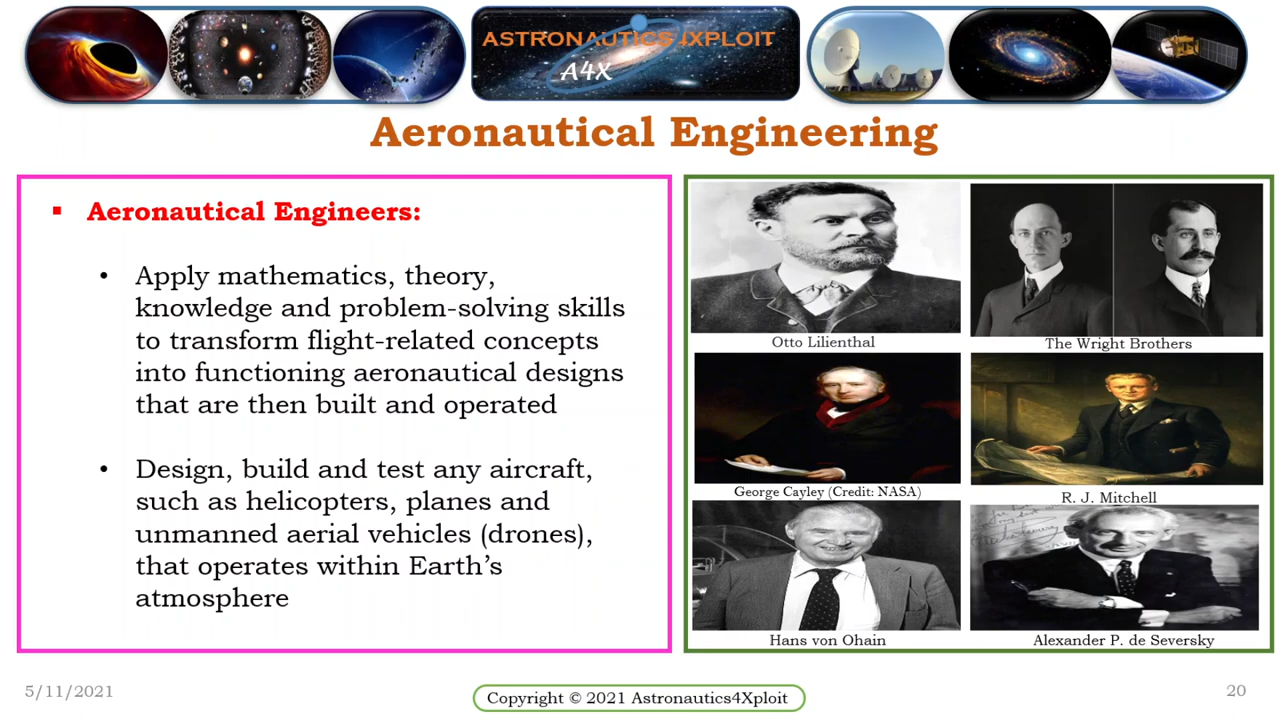 ASTRONAUTICS4XPLOIT
A4X
Aeronautical Engineering
▪ Aeronautical Engineers:
• Apply mathematics, theory,
knowledge and problem-solving skills
to transform flight-related concepts
into functioning aeronautical designs
that are then built and operated
• Design, build and test any aircraft,
such as helicopters, planes and
unmanned aerial vehicles (drones),
that operates within Earth's
atmosphere
Otto Lilienthal
The Wright Brothers
George Cayley (Credit: NASA)
R. J. Mitchell
Hans von Ohain
Alexander P. de Seversky
5/11/2021
Copyright © 2021 Astronautics4Xploit
20